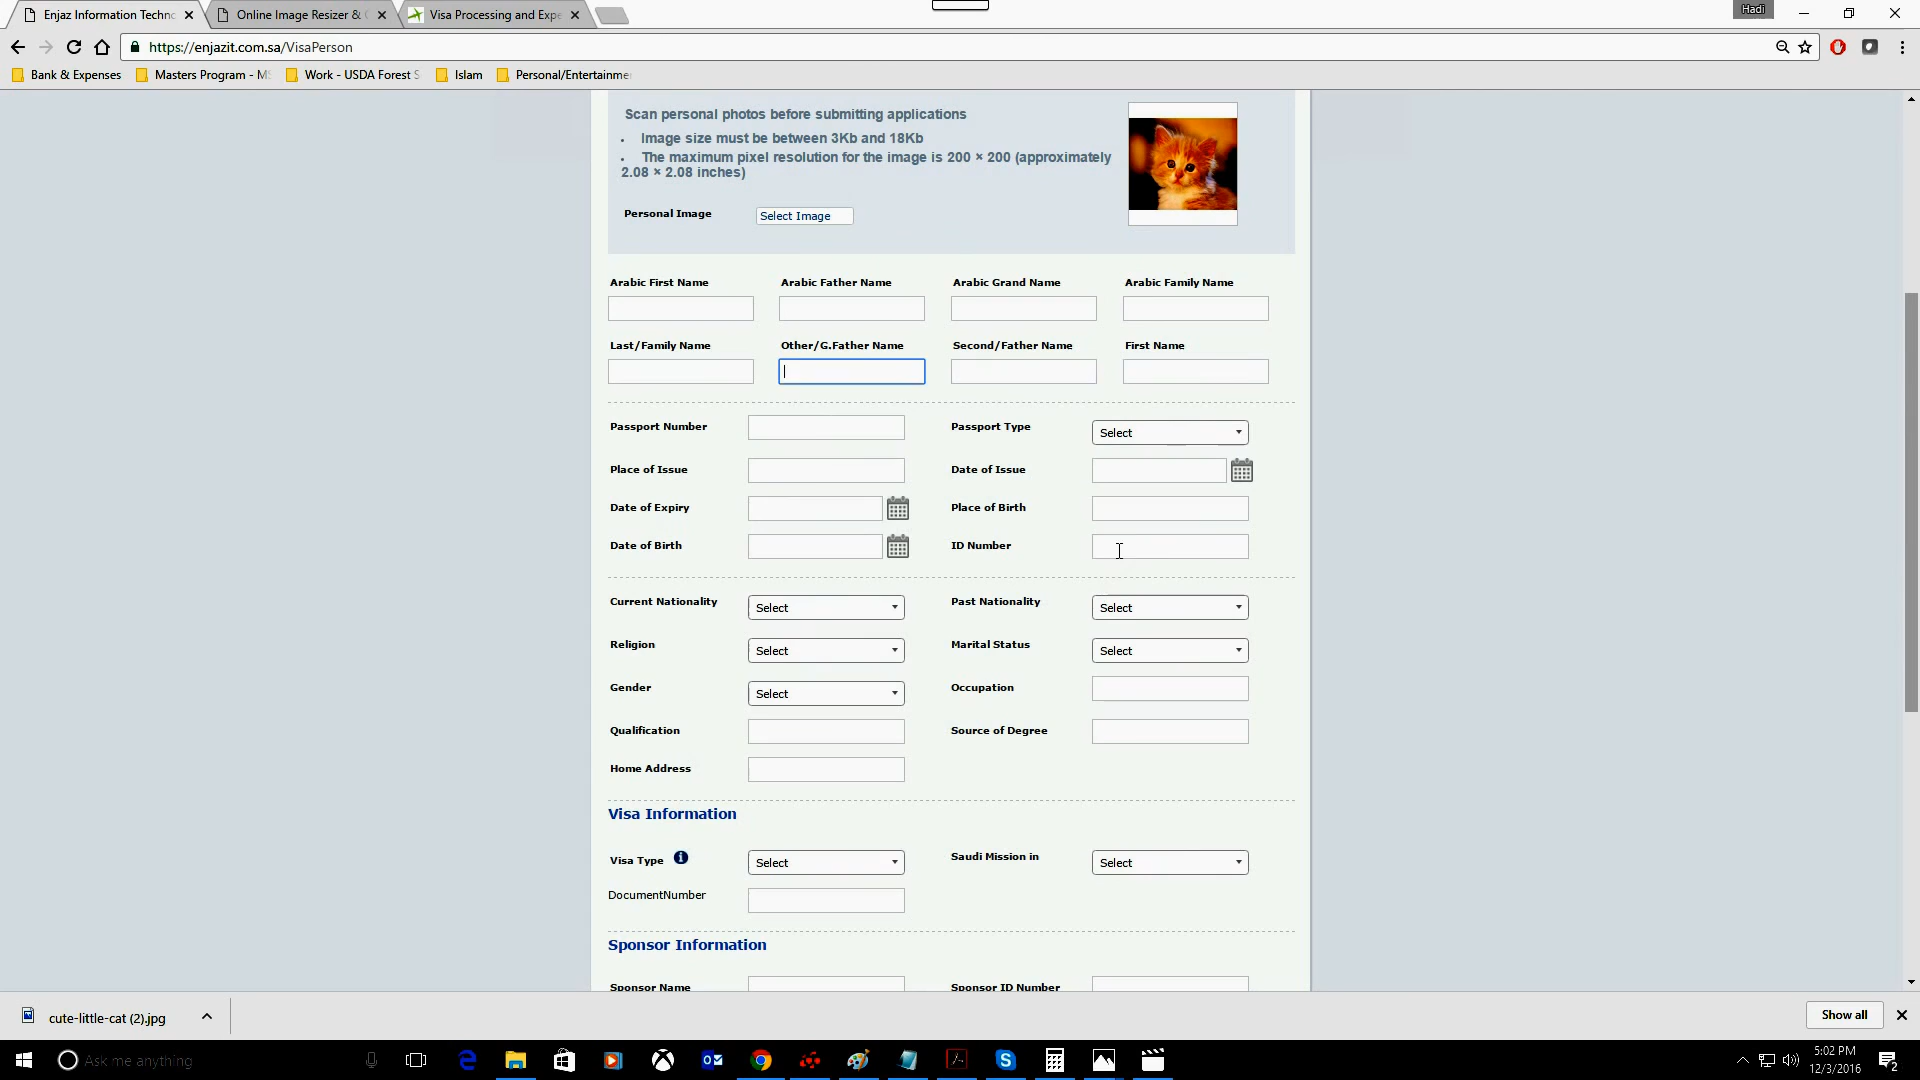 Enjaz Information Techno
Online Image Resizer &
Visa Processing and Expe
Hadi
https://enjazit.com.sa/VisaPerson
Bank & Expenses
Masters Program - MS
Work - USDA Forest S
Islam
Personal/Entertainme
Scan personal photos before submitting applications
• Image size must be between 3Kb and 18Kb
• The maximum pixel resolution for the image is 200 × 200 (approximately
2.08 × 2.08 inches)
Personal Image
Select Image
Arabic First Name
Arabic Father Name
Arabic Grand Name
Arabic Family Name
Last/Family Name
Other/G.Father Name
Second/Father Name
First Name
Passport Number
Passport Type
Select
Place of Issue
Date of Issue
Date of Expiry
Place of Birth
Date of Birth
ID Number
Current Nationality
Select
Past Nationality
Select
Religion
Select
Marital Status
Select
Gender
Select
Occupation
Qualification
Source of Degree
Home Address
Visa Information
Visa Type
Select
Saudi Mission in
Select
DocumentNumber
Sponsor Information
Sponsor Name
Sponsor ID Number
cute-little-cat (2).jpg
Show all
Ask me anything
5:02 PM
12/3/2016
2